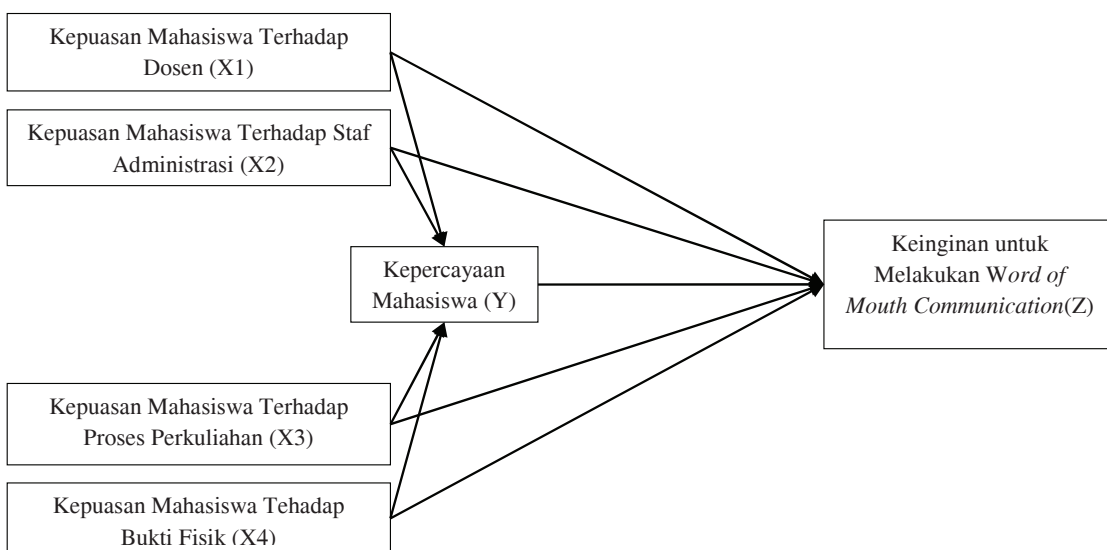 Kepuasan Mahasiswa Terhadap
Dosen (X1)
Kepuasan Mahasiswa Terhadap Staf
Administrasi (X2)
Kepercayaan
Mahasiswa (Y)
Keinginan untuk
Melakukan Word of
Mouth Communication(Z)
Kepuasan Mahasiswa Terhadap
Proses Perkuliahan (X3)
Kepuasan Mahasiswa Tehadap
Bukti Fisik (X4)